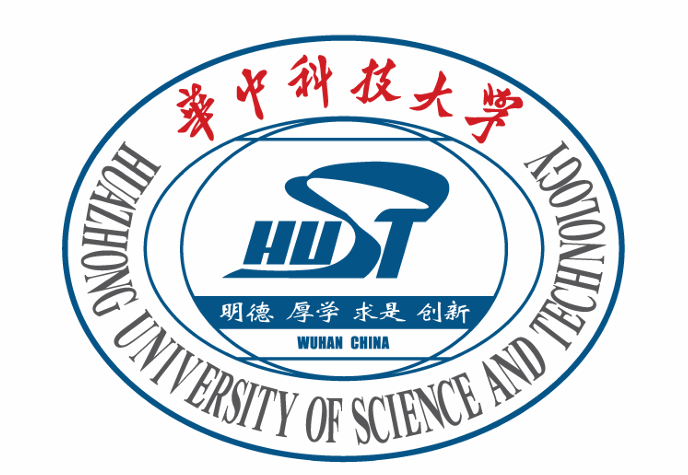 華中科技大学
HUAZHONG UNIVERSITY OF SCIENCE AND TECHNOLOGY
HUST
明德 厚学 求是 创新
WUHAN CHINA